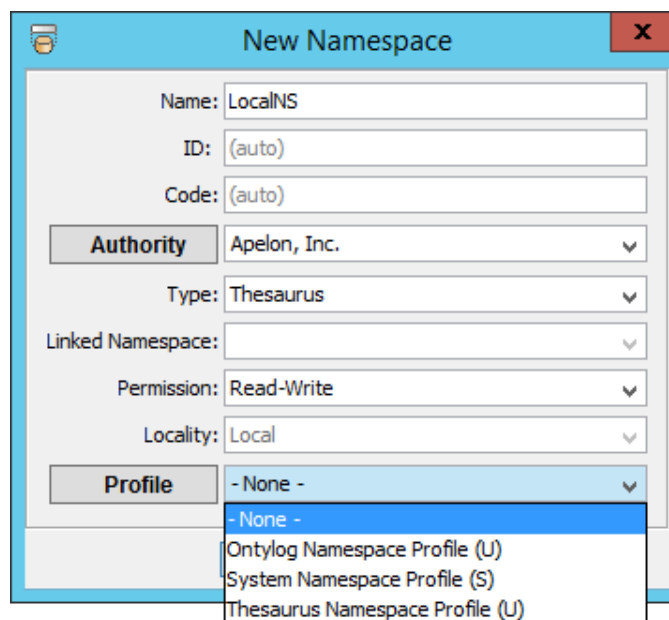 New Namespace
x
Name: LocalNS
ID: (auto)
Code: (auto)
Authority Apelon, Inc.
Type: Thesaurus
Linked Namespace:
Permission: Read-Write
Locality: Local
Profile - None -
- None -
Ontylog Namespace Profile (U)
System Namespace Profile (S)
Thesaurus Namespace Profile (U)